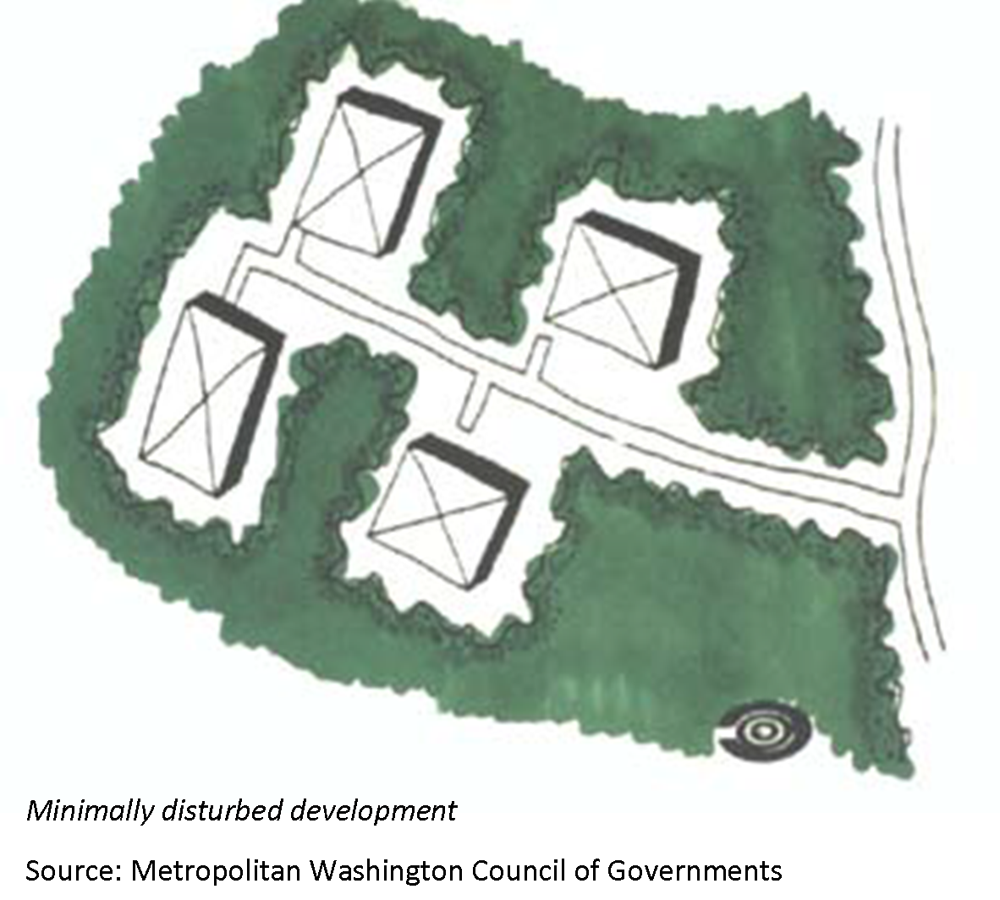 Minimally disturbed development
Source: Metropolitan Washington Council of Governments